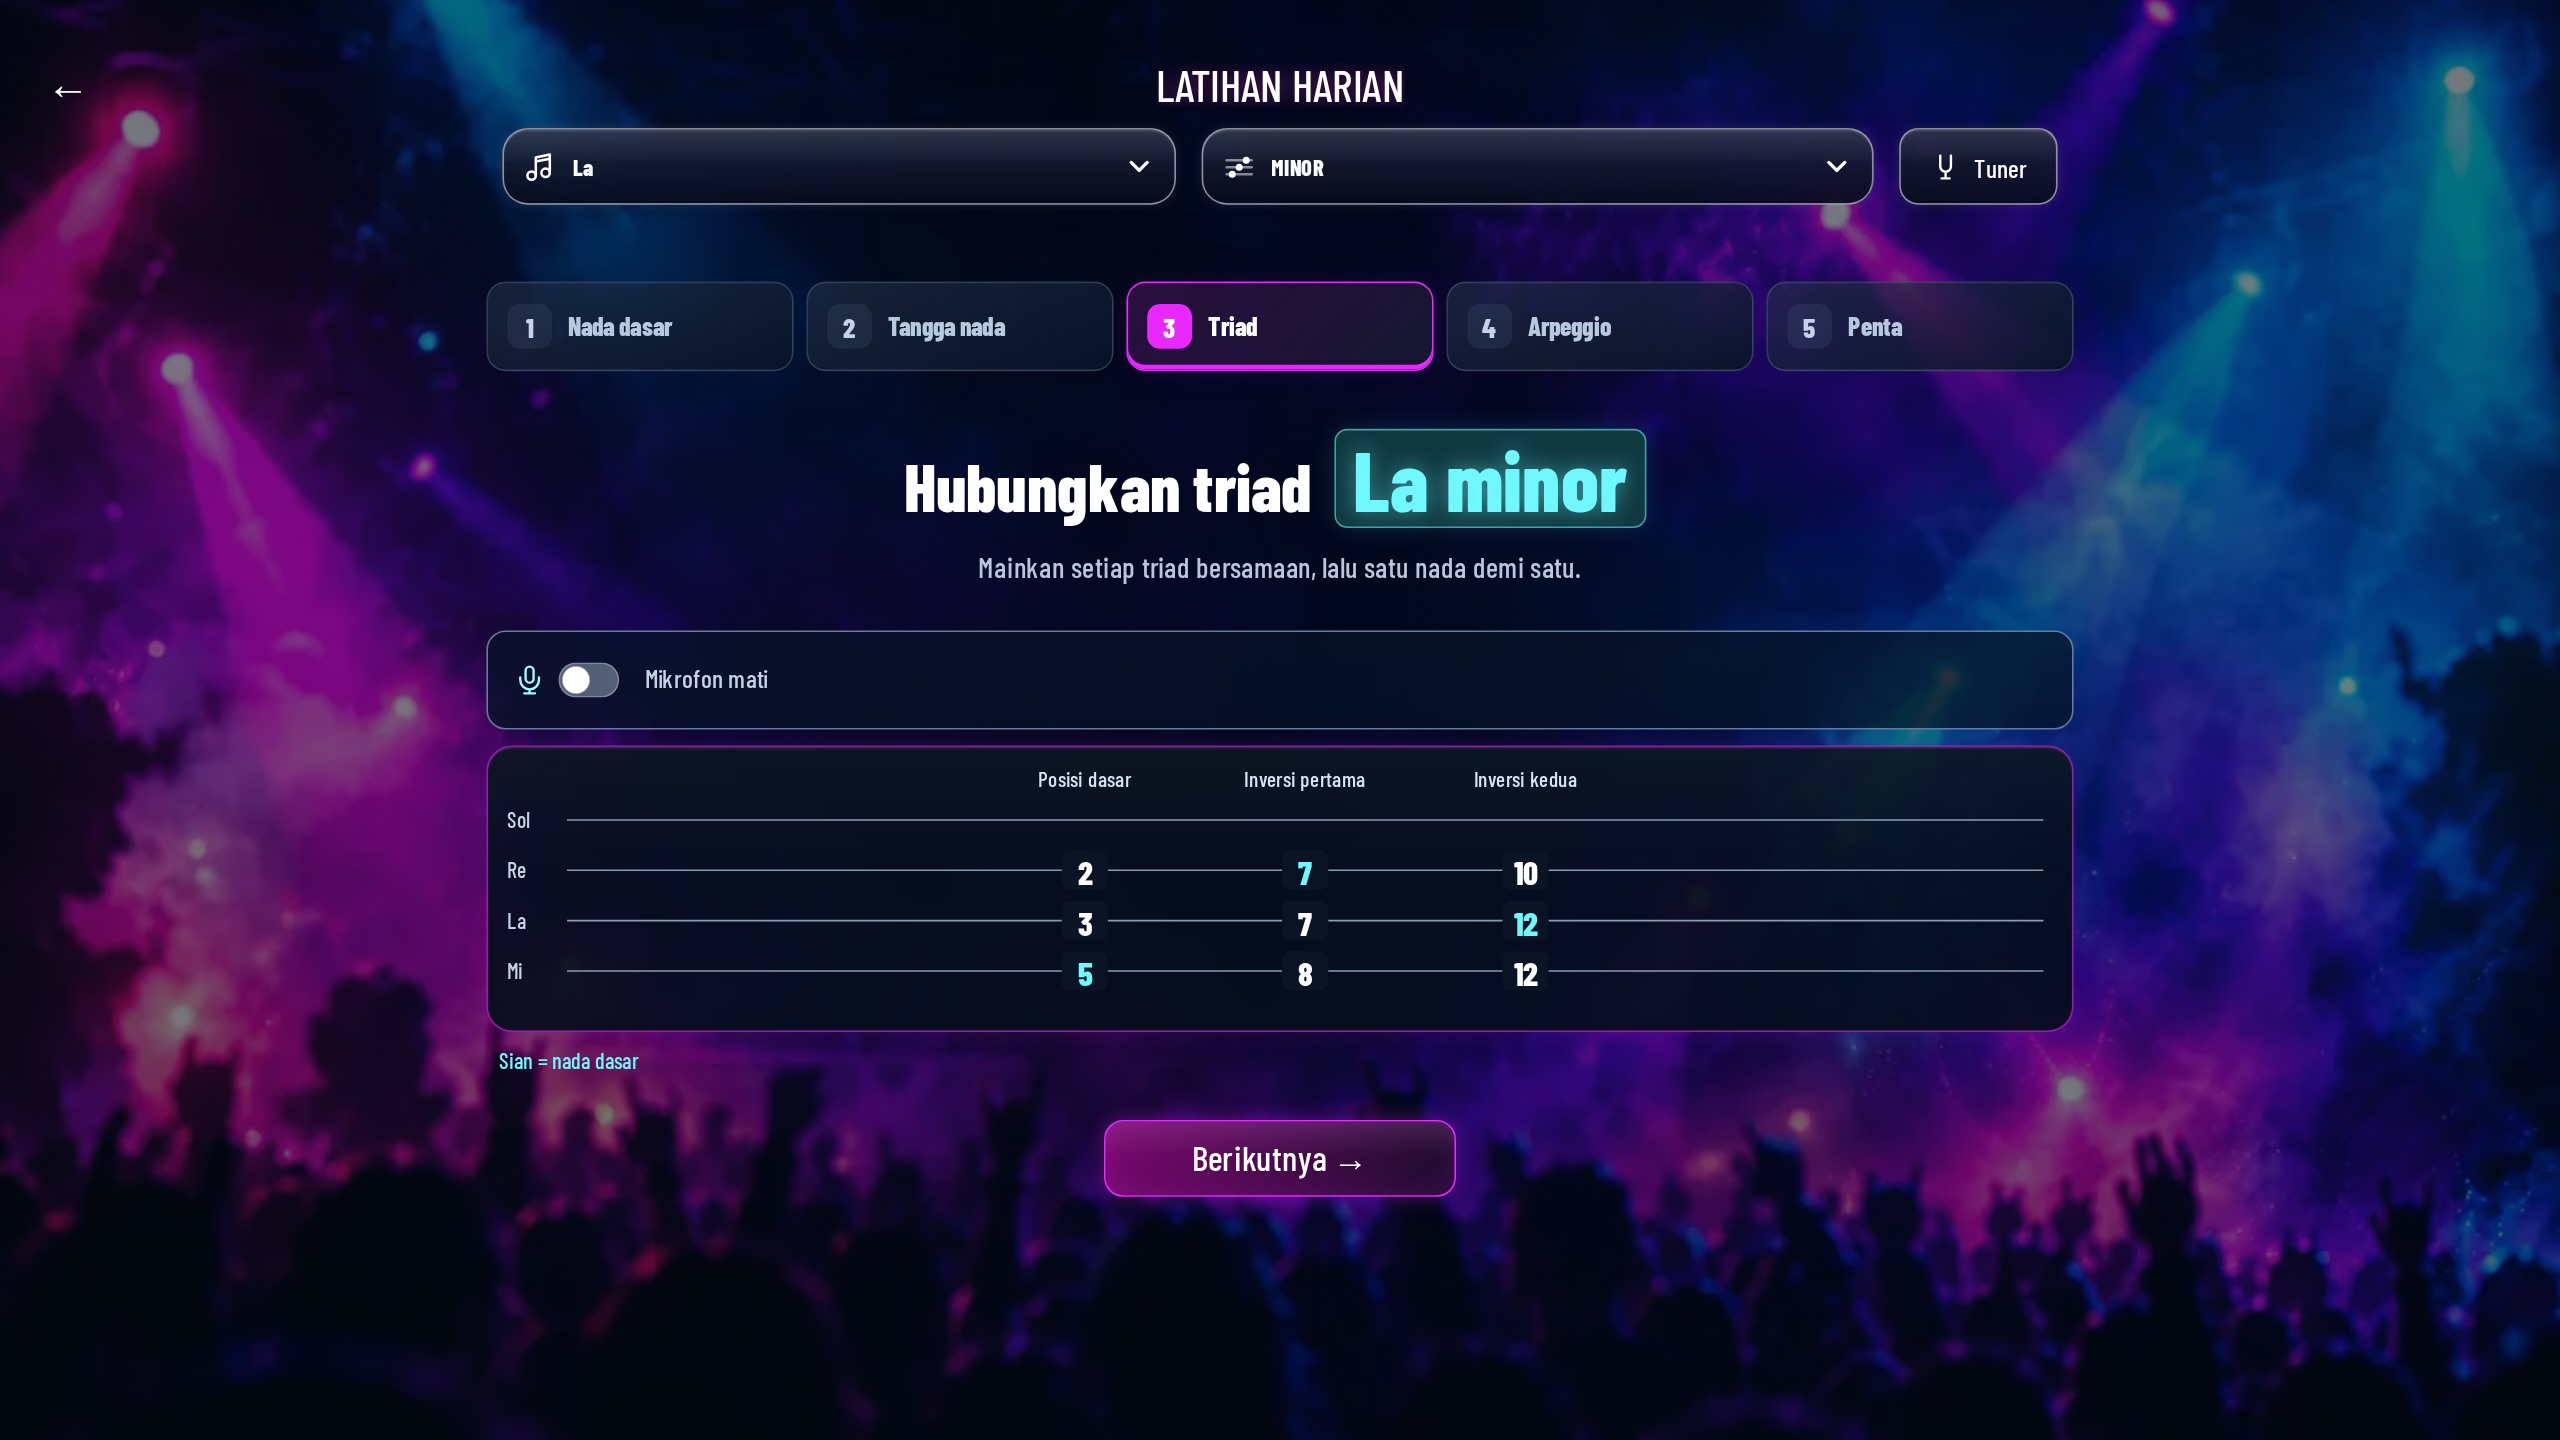 ←
LATIHAN HARIAN
La
MINOR
Tuner
1 Nada dasar
2 Tangga nada
3 Triad
4 Arpeggio
5 Penta
Hubungkan triad La minor
Mainkan setiap triad bersamaan, lalu satu nada demi satu.
Mikrofon mati
Posisi dasar Inversi pertama Inversi kedua
Sol
Re 2 7 10
La 3 7 12
Mi 5 8 12
Sian = nada dasar
Berikutnya →